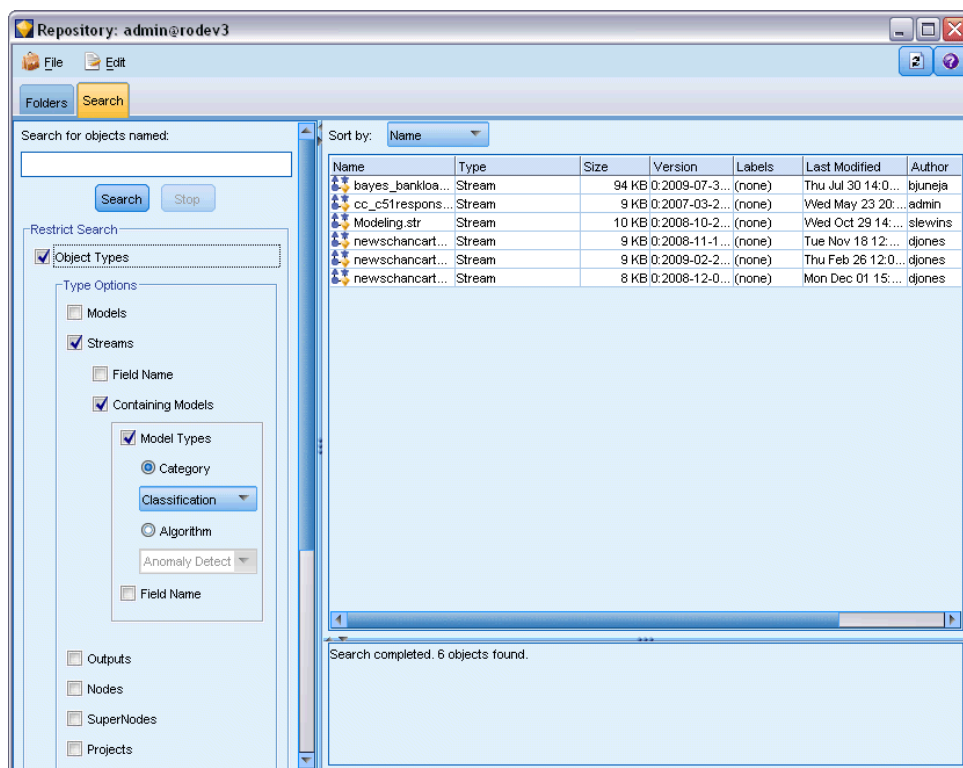 Repository: admin@rodev3
File Edit
Folders Search
Search for objects named:
Search Stop
Restrict Search
Object Types
Type Options
Models
Streams
Field Name
Containing Models
Model Types
Category
Classification
Algorithm
Anomaly Detect
Field Name
Outputs
Nodes
SuperNodes
Projects
Sort by: Name
Name Type Size Version Labels Last Modified Author
bayes_bankloa... Stream 94 KB 0:2009-07-3... (none) Thu Jul 30 14:0... bjuneja
cc_c51respons... Stream 9 KB 0:2007-03-2... (none) Wed May 23 20:... admin
Modeling.str Stream 10 KB 0:2008-10-2... (none) Wed Oct 29 14:... slewins
newschancart... Stream 9 KB 0:2008-11-1... (none) Tue Nov 18 12:... djones
newschancart... Stream 9 KB 0:2009-02-2... (none) Thu Feb 26 12:0... djones
newschancart... Stream 8 KB 0:2008-12-0... (none) Mon Dec 01 15:... djones
Search completed. 6 objects found.